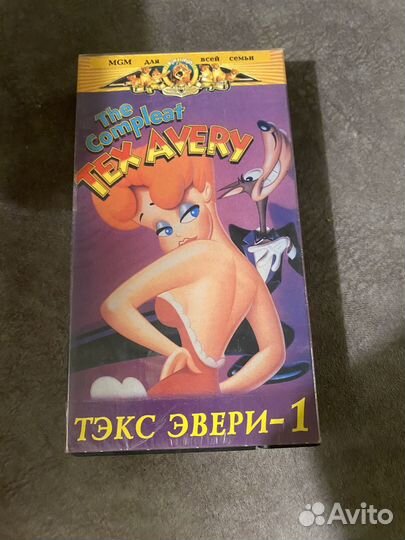 MGM для всей семьи
The
Compleat
TEX AVERY
ТЭКС ЭВЕРИ-1
Avito